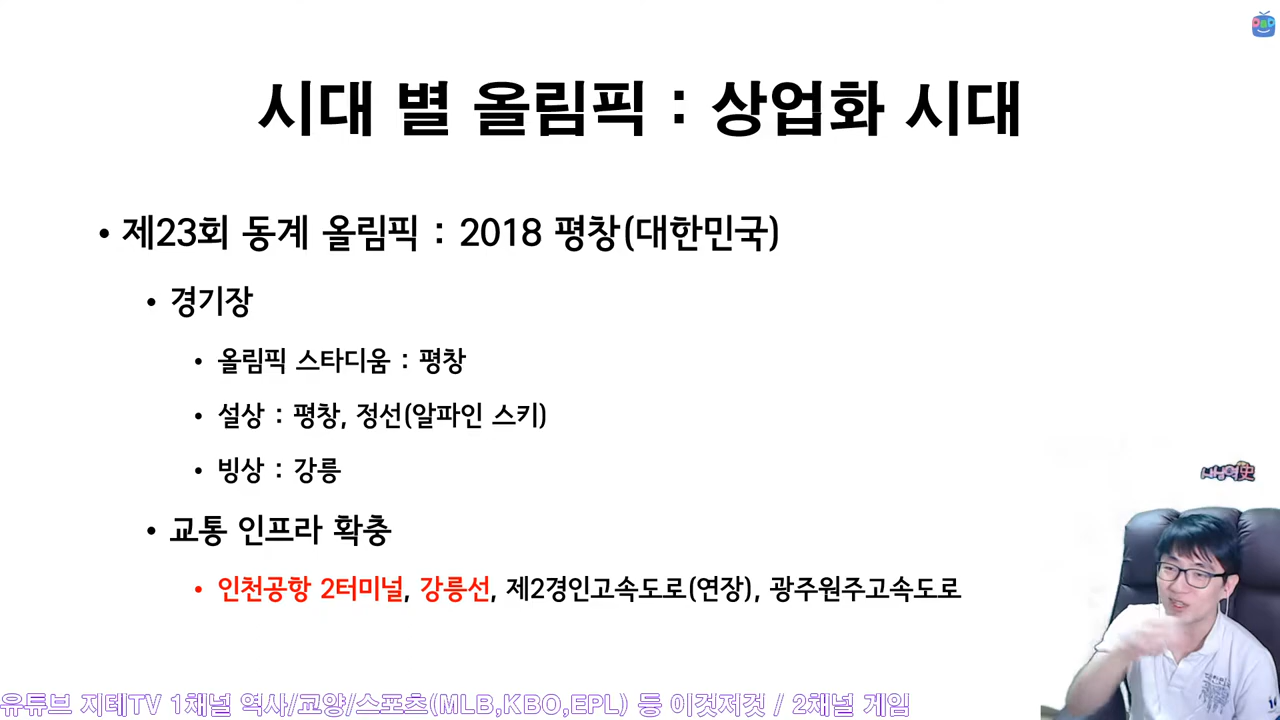 시대 별 올림픽 : 상업화 시대
• 제23회 동계 올림픽 : 2018 평창(대한민국)
• 경기장
• 올림픽 스타디움 : 평창
• 설상 : 평창, 정선(알파인 스키)
• 빙상 : 강릉
• 교통 인프라 확충
• 인천공항 2터미널, 강릉선, 제2경인고속도로(연장), 광주원주고속도로
유튜브 지테TV 1채널 역사/교양/스포츠(MLB,KBO,EPL) 등 이것저것 / 2채널 게임